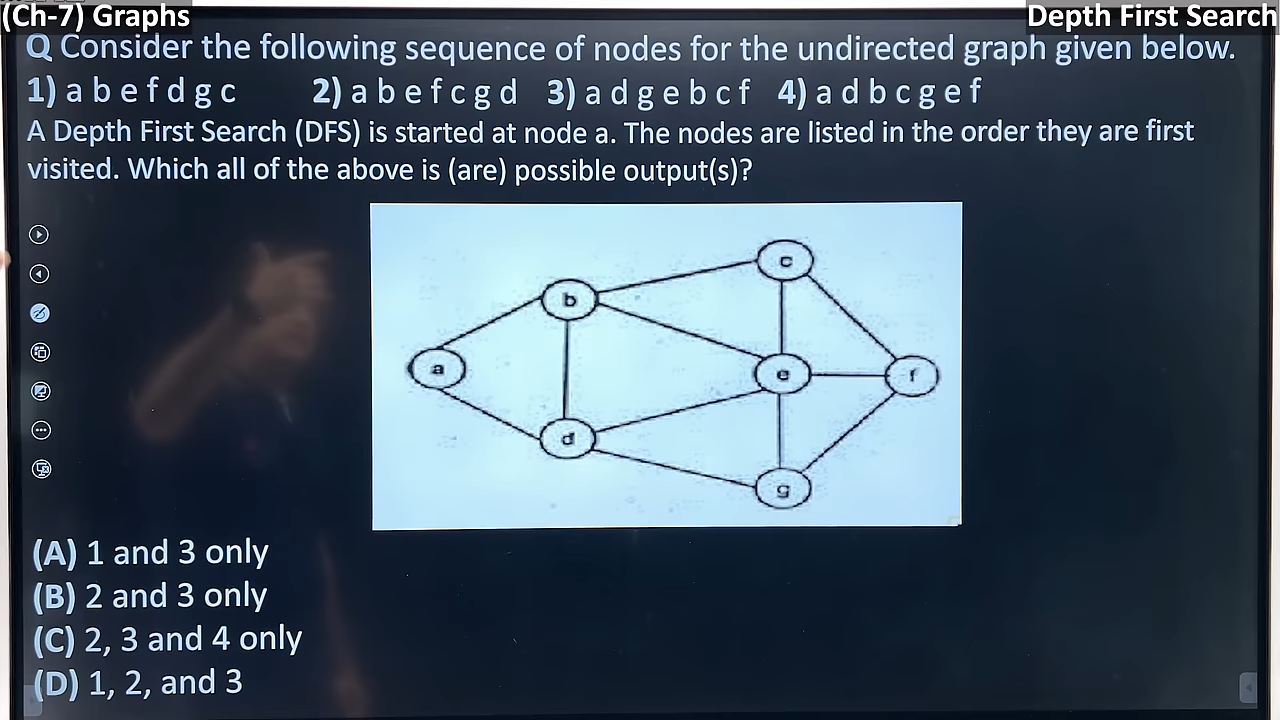 (Ch-7) Graphs
Depth First Search
Q Consider the following sequence of nodes for the undirected graph given below.
1) a b e f d g c 2) a b e f c g d 3) a d g e b c f 4) a d b c g e f
A Depth First Search (DFS) is started at node a. The nodes are listed in the order they are first
visited. Which all of the above is (are) possible output(s)?
c
b
a
e
f
d
g
(A) 1 and 3 only
(B) 2 and 3 only
(C) 2, 3 and 4 only
(D) 1, 2, and 3